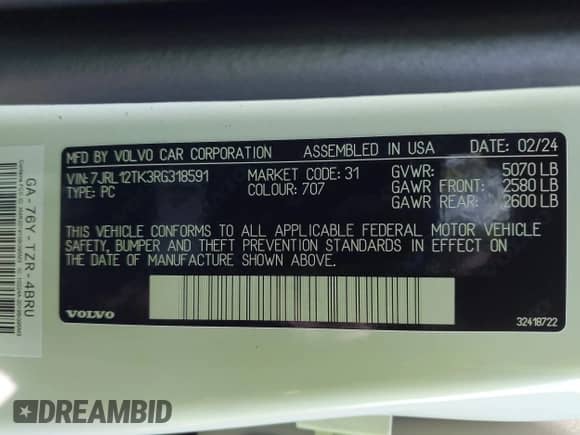 MFD BY VOLVO CAR CORPORATION ASSEMBLED IN USA DATE: 02/24
VIN:7JRL12TK3RG318591 MARKET CODE: 31 GVWR: 5070 LB
TYPE: PC COLOUR: 707 GAWR FRONT: 2580 LB
GAWR REAR: 2600 LB
THIS VEHICLE CONFORMS TO ALL APPLICABLE FEDERAL MOTOR VEHICLE
SAFETY, BUMPER AND THEFT PREVENTION STANDARDS IN EFFECT ON
THE DATE OF MANUFACTURE SHOWN ABOVE.
VOLVO
32418722
GA-76Y-TZR-4BRU
DREAMBID